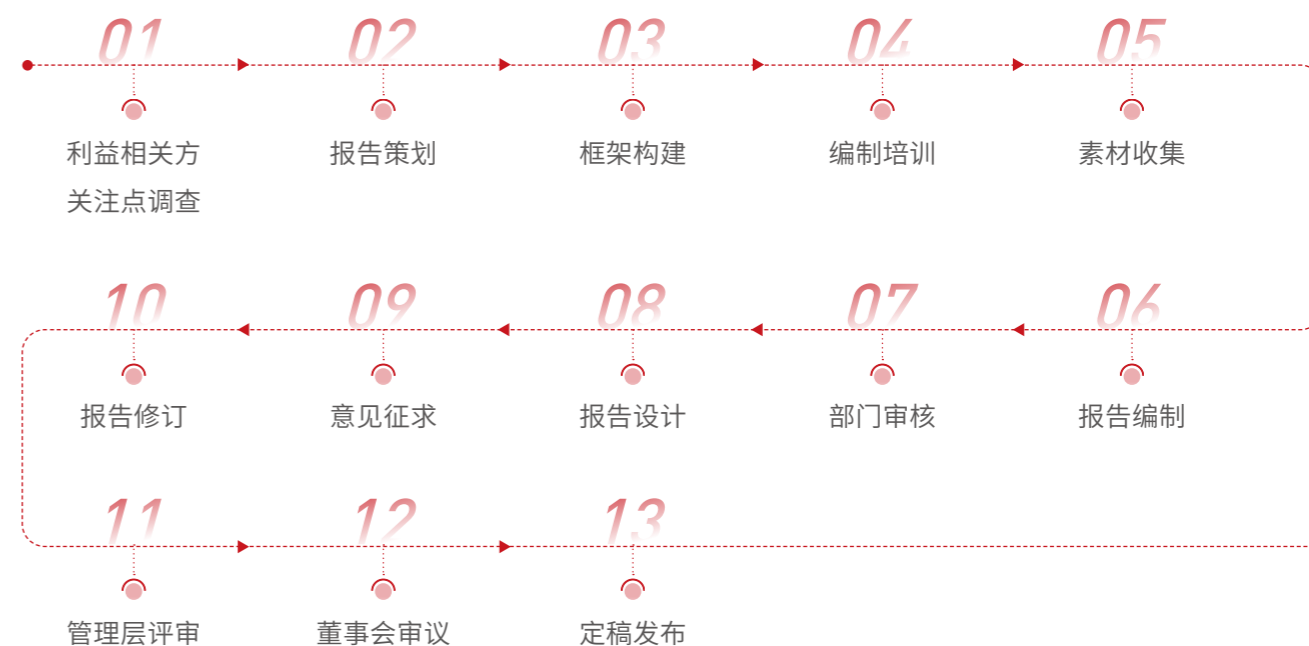 01
利益相关方
关注点调查
02
报告策划
03
框架构建
04
编制培训
05
素材收集
06
报告编制
07
部门审核
08
报告设计
09
意见征求
10
报告修订
11
管理层评审
12
董事会审议
13
定稿发布